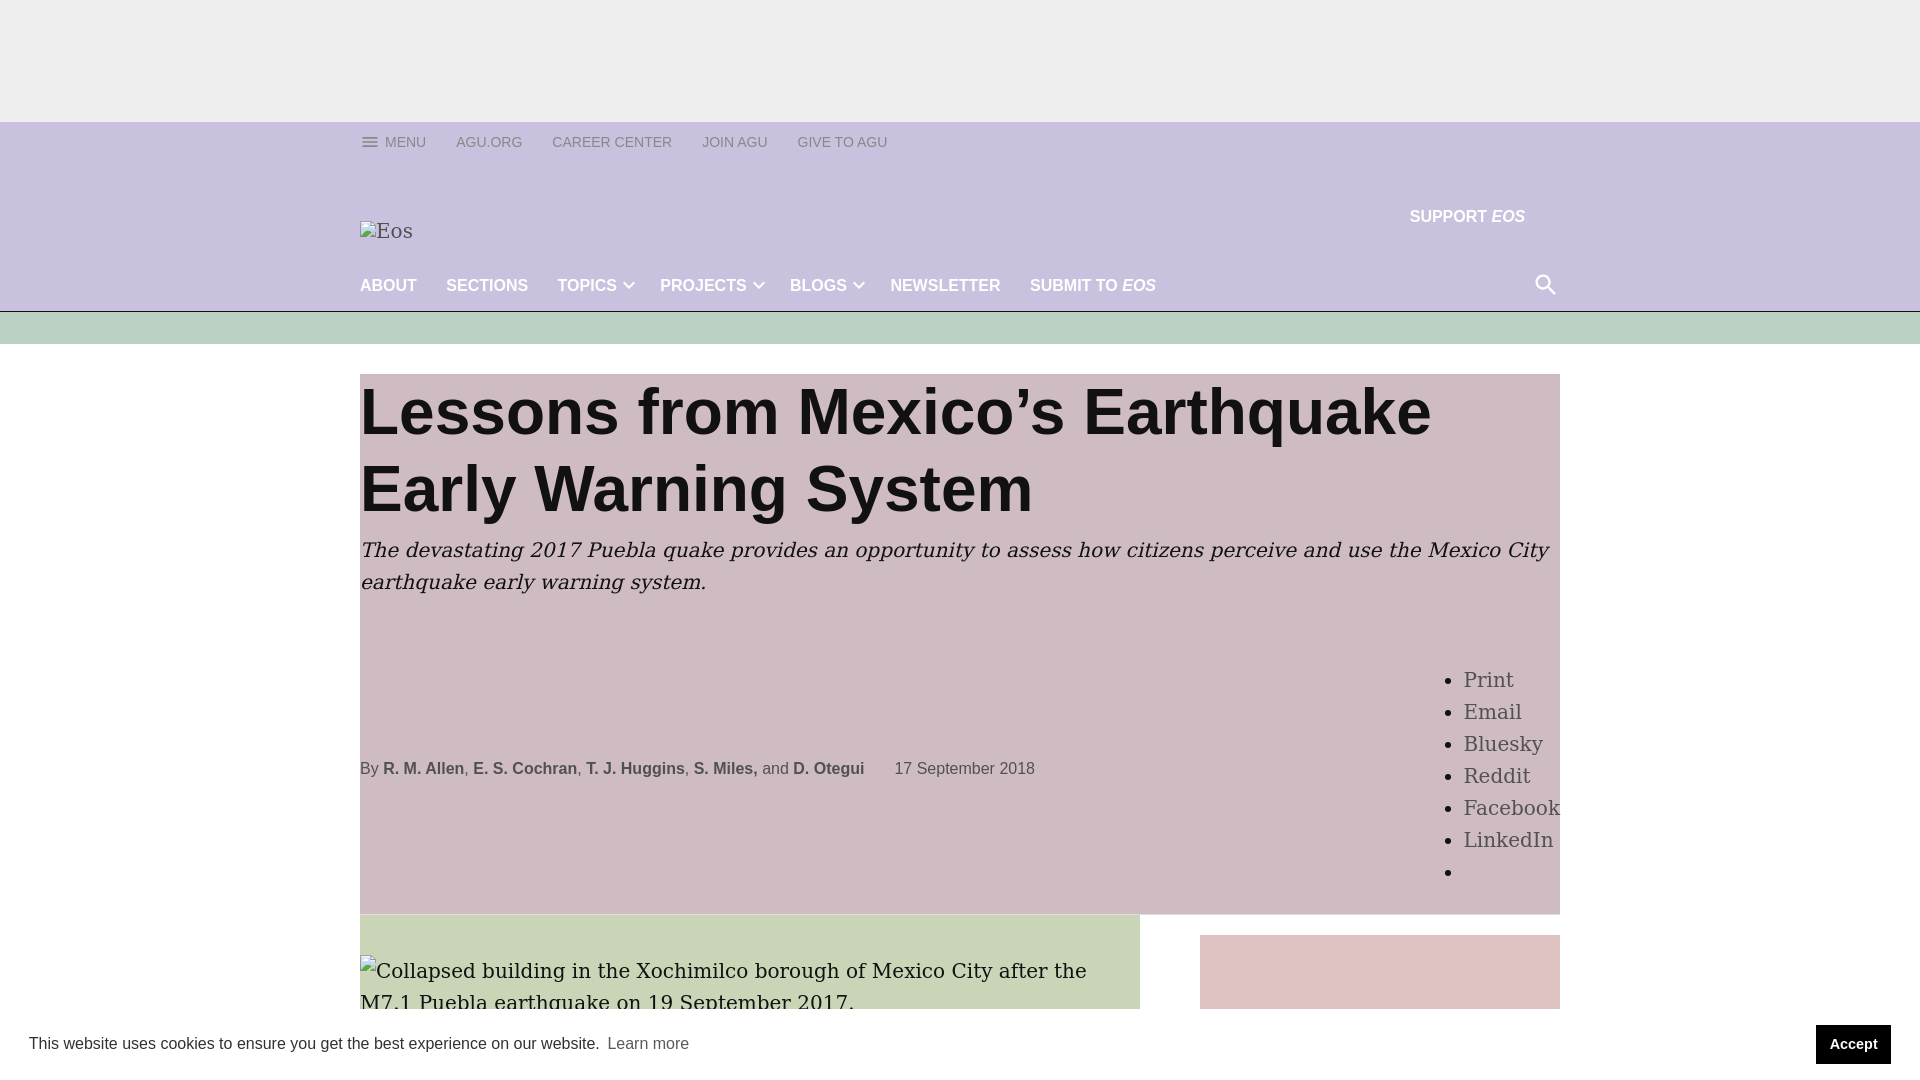 MENU AGU.ORG CAREER CENTER JOIN AGU GIVE TO AGU
Eos
SUPPORT EOS
ABOUT SECTIONS TOPICS PROJECTS BLOGS NEWSLETTER SUBMIT TO EOS
Lessons from Mexico’s Earthquake
Early Warning System
The devastating 2017 Puebla quake provides an opportunity to assess how citizens perceive and use the Mexico City
earthquake early warning system.
By R. M. Allen, E. S. Cochran, T. J. Huggins, S. Miles, and D. Otegui 17 September 2018
Print
Email
Bluesky
Reddit
Facebook
LinkedIn
Collapsed building in the Xochimilco borough of Mexico City after the
M7.1 Puebla earthquake on 19 September 2017.
This website uses cookies to ensure you get the best experience on our website. Learn more
Accept